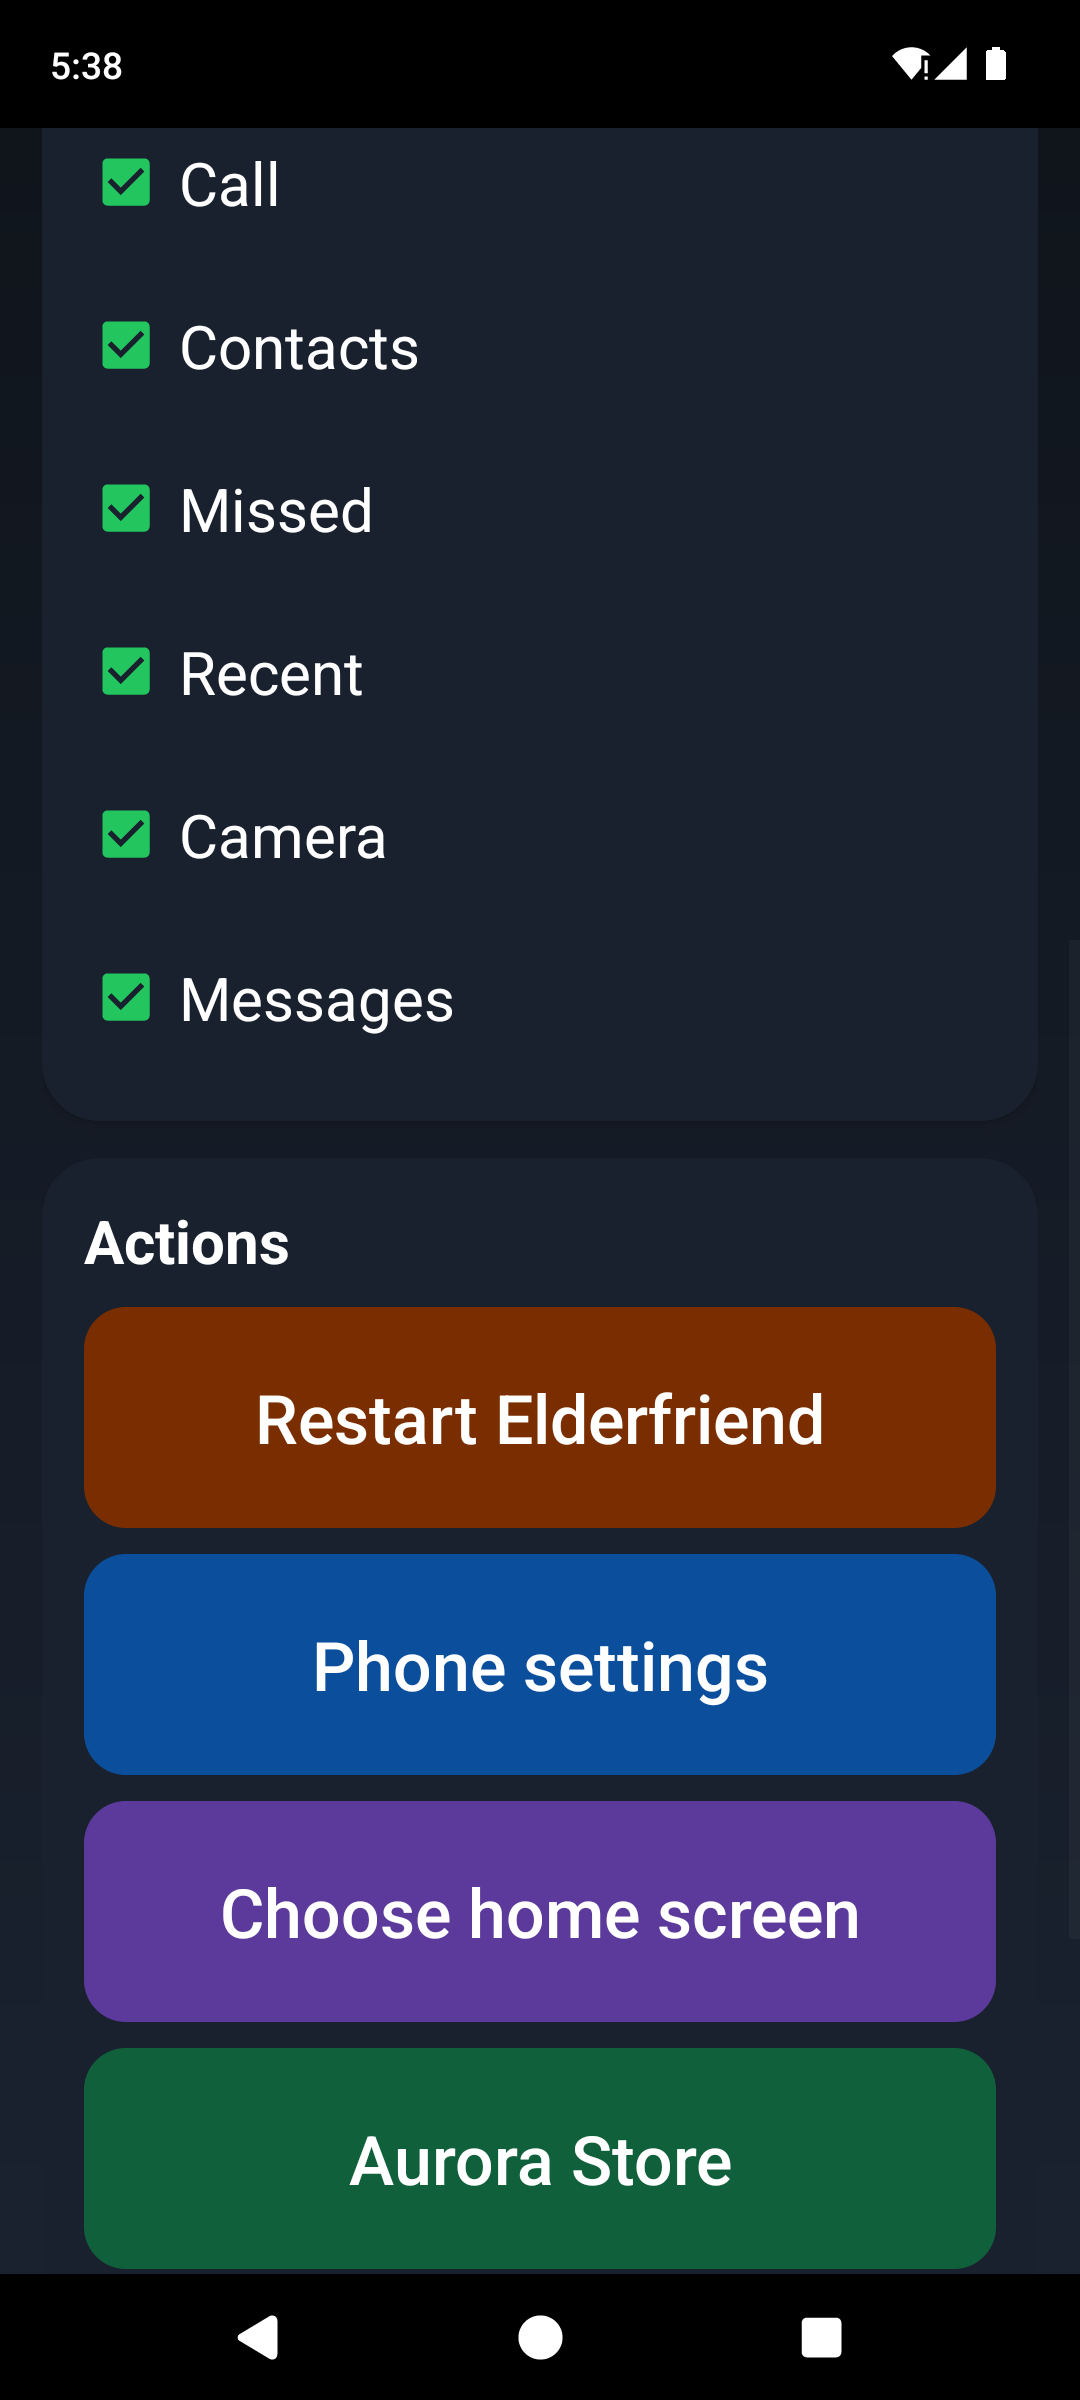 5:38
Call
Contacts
Missed
Recent
Camera
Messages
Actions
Restart Elderfriend
Phone settings
Choose home screen
Aurora Store